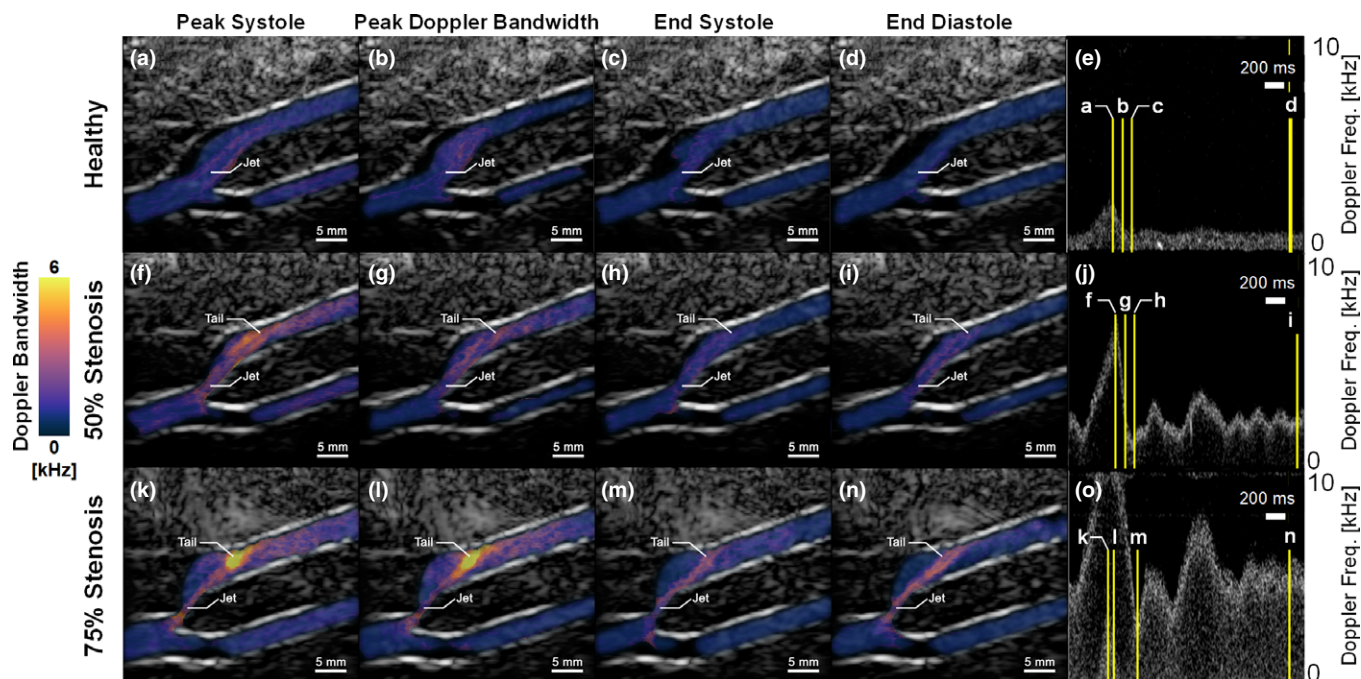 Peak Systole Peak Doppler Bandwidth End Systole End Diastole
Healthy
(a) Jet 5 mm
(b) Jet 5 mm
(c) Jet 5 mm
(d) Jet 5 mm
(e) 200 ms a b c d 10 0 Doppler Freq. [kHz]
Doppler Bandwidth
6
0
[kHz]
50% Stenosis
(f) Tail Jet 5 mm
(g) Tail Jet 5 mm
(h) Tail Jet 5 mm
(i) Tail Jet 5 mm
(j) 200 ms f g h i 10 0 Doppler Freq. [kHz]
75% Stenosis
(k) Tail Jet 5 mm
(l) Tail Jet 5 mm
(m) Tail Jet 5 mm
(n) Tail Jet 5 mm
(o) 200 ms k l m n 10 0 Doppler Freq. [kHz]